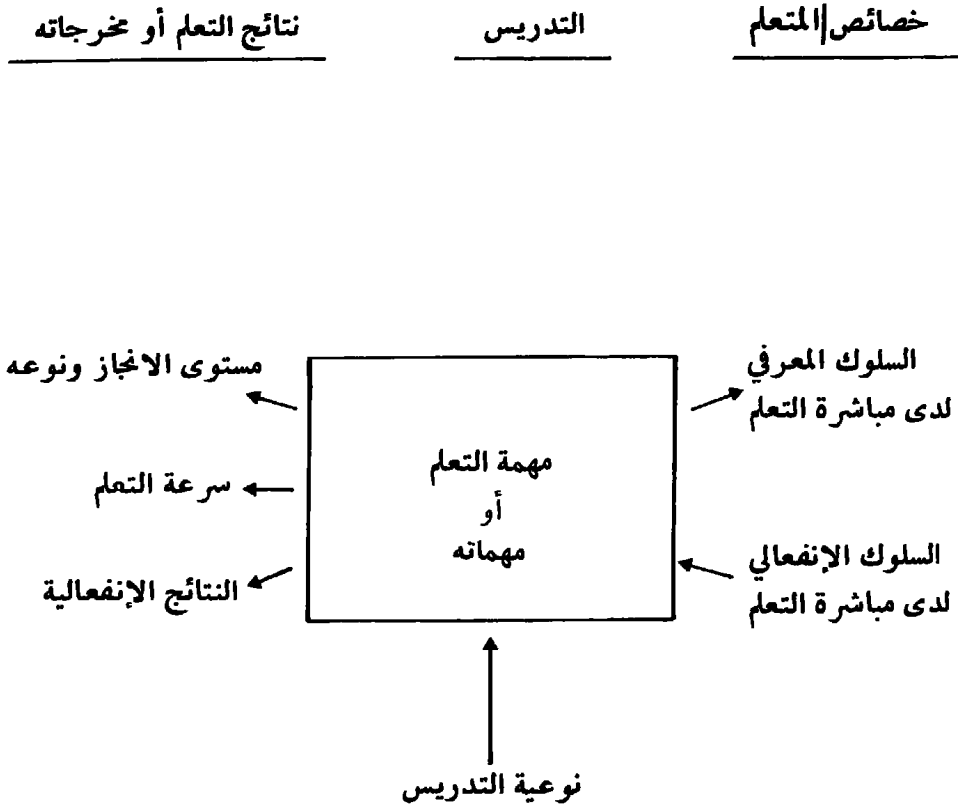 خصائص المتعلم
التدريس
نتائج التعلم أو مخرجاته
السلوك المعرفي
لدى مباشرة التعلم
السلوك الإنفعالي
لدى مباشرة التعلم
مهمة التعلم
أو
مهماته
مستوى الانجاز ونوعه
سرعة التعلم
النتائج الإنفعالية
نوعية التدريس